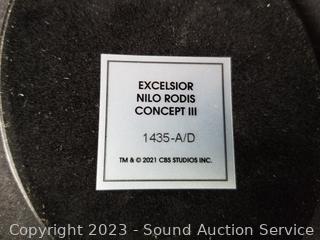 EXCELSIOR
NILO RODIS
CONCEPT III
1435-A/D
TM & © 2021 CBS STUDIOS INC.
Copyright 2023 - Sound Auction Service